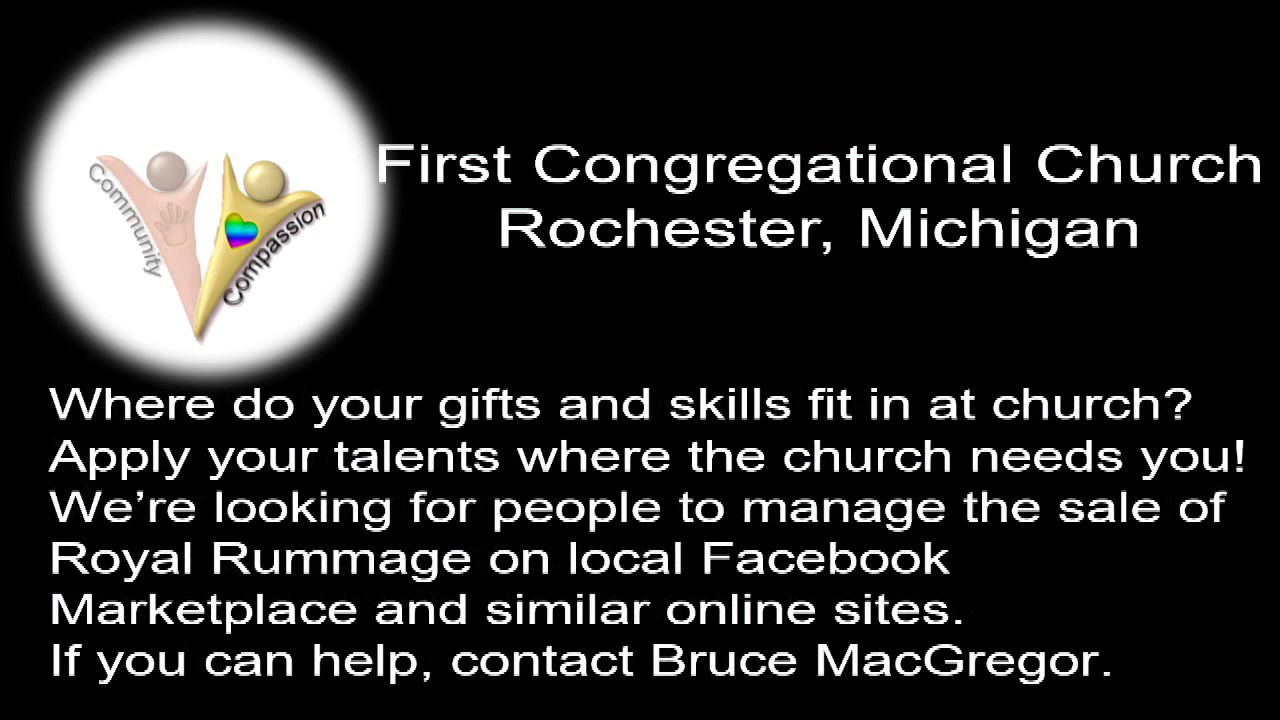 Community
Compassion
First Congregational Church
Rochester, Michigan
Where do your gifts and skills fit in at church?
Apply your talents where the church needs you!
We’re looking for people to manage the sale of
Royal Rummage on local Facebook
Marketplace and similar online sites.
If you can help, contact Bruce MacGregor.